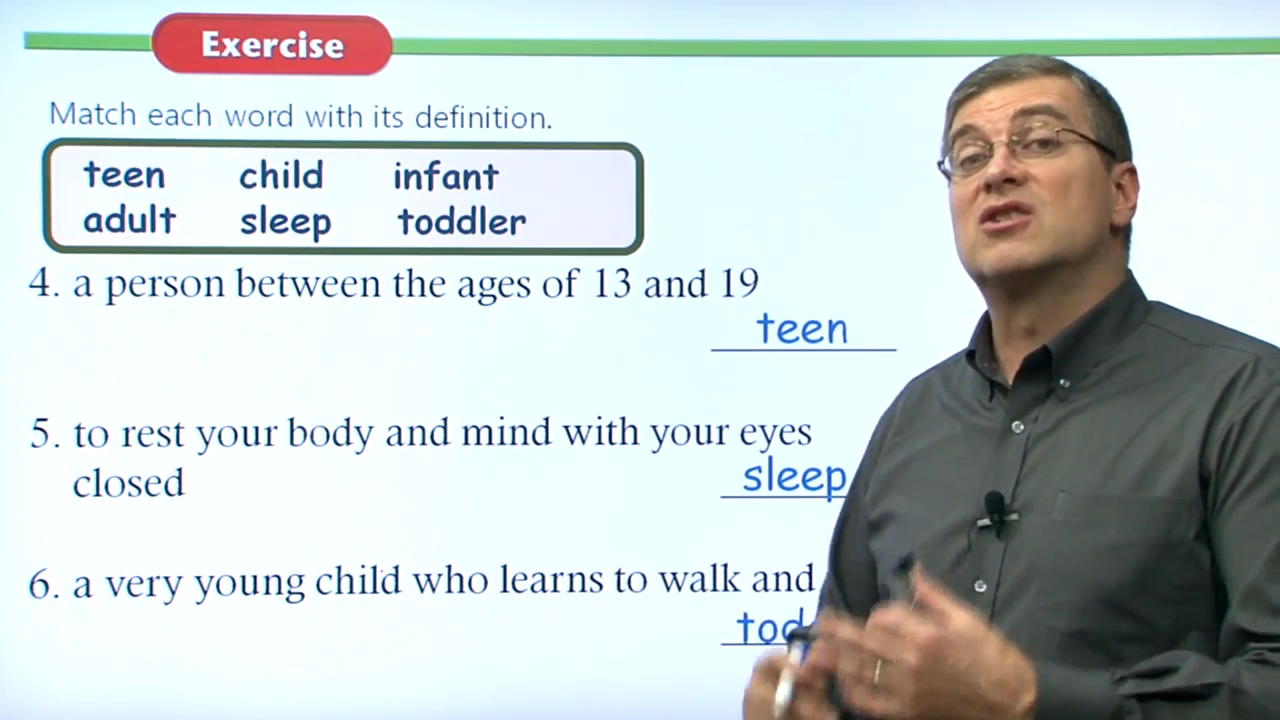 Exercise
Match each word with its definition.
teen child infant
adult sleep toddler
4. a person between the ages of 13 and 19
teen
5. to rest your body and mind with your eyes
closed
sleep
6. a very young child who learns to walk and